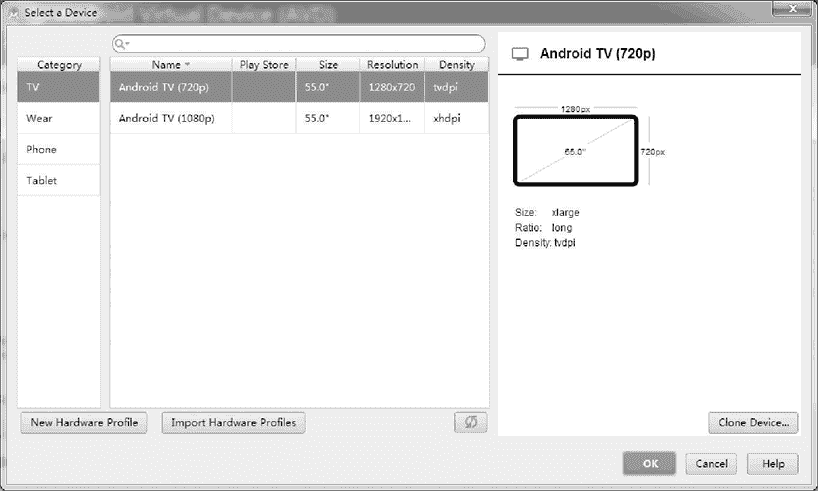 Select a Device
Category
TV
Wear
Phone
Tablet
Name Play Store Size Resolution Density
Android TV (720p) 55.0" 1280x720 tvdpi
Android TV (1080p) 55.0" 1920x1... xhdpi
New Hardware Profile Import Hardware Profiles
Android TV (720p)
1280px
55.0"
720px
Size: xlarge
Ratio: long
Density: tvdpi
Clone Device...
OK Cancel Help